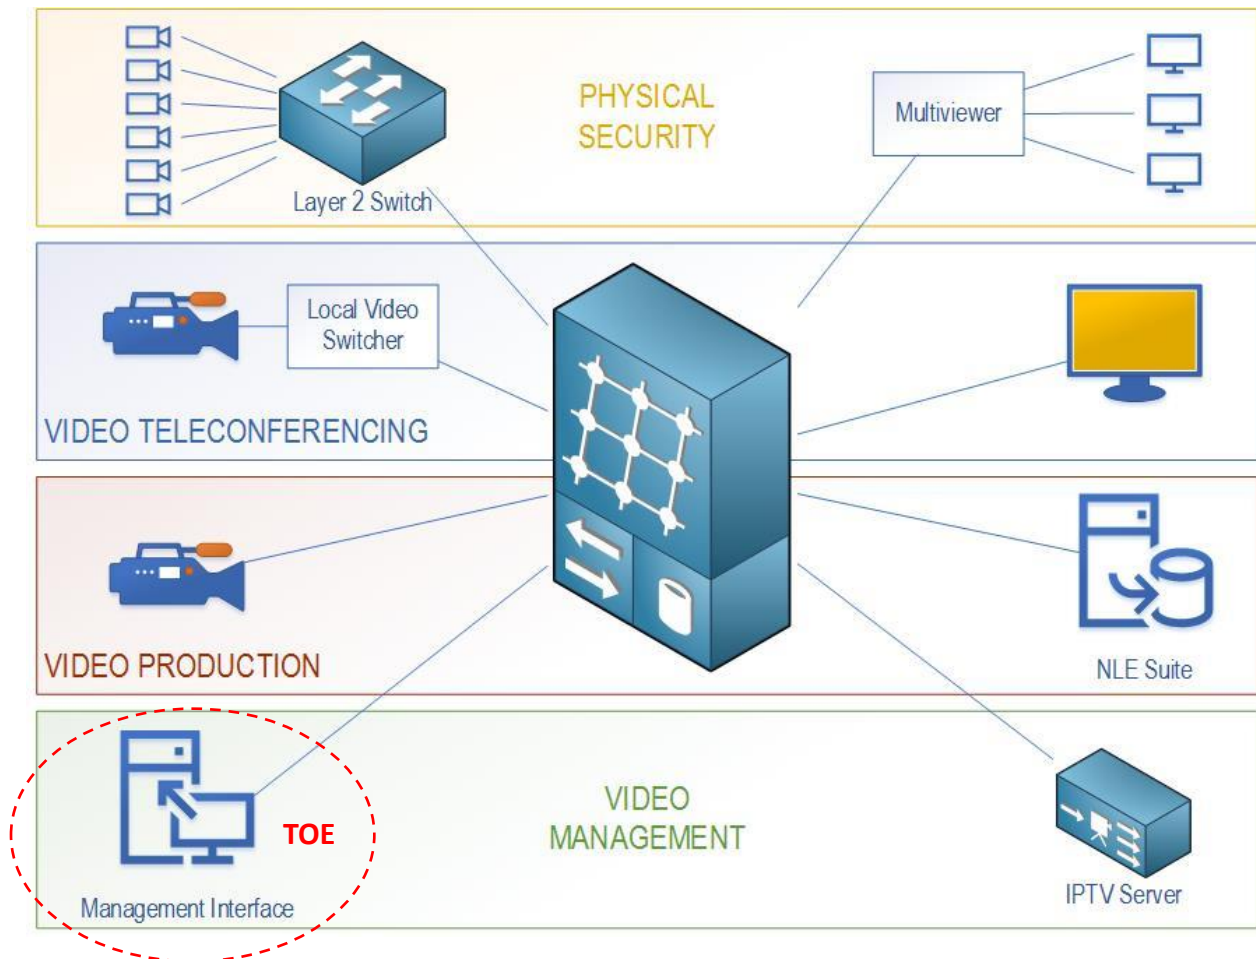 PHYSICAL
SECURITY
Multiviewer
Layer 2 Switch
Local Video
Switcher
VIDEO TELECONFERENCING
VIDEO PRODUCTION
NLE Suite
TOE
VIDEO
MANAGEMENT
Management Interface
IPTV Server